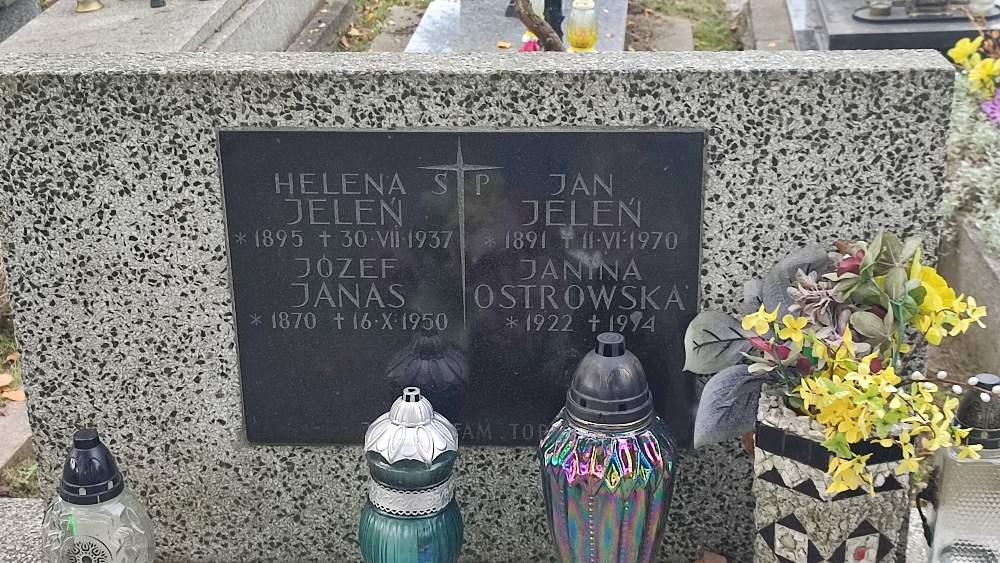 HELENA S P JAN
JELEŃ JELEŃ
* 1895 + 30·VII·1937 * 1891 + 11·VI·1970
JÓZEF JANINA
JANAS OSTROWSKA
* 1870 + 16·X·1950 * 1922 + 1994
FAM